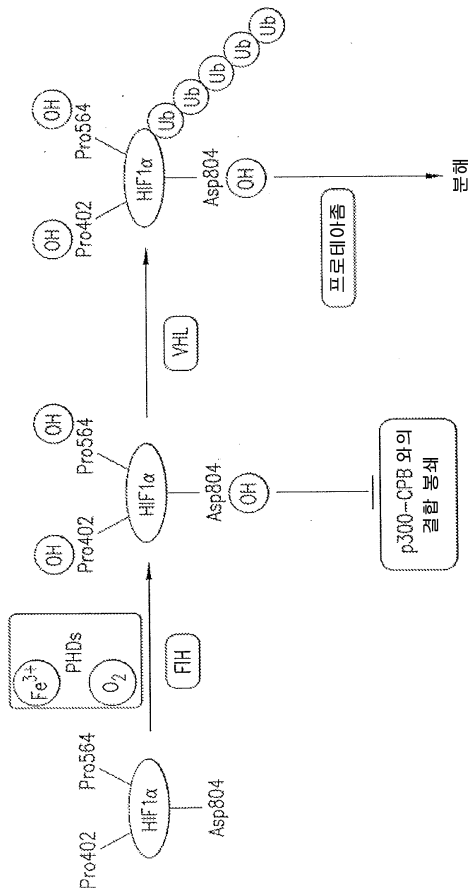 Pro402
Pro564
HIF1α
Asp804
Fe3+
PHDs
O2
FIH
OH
OH
Pro402
Pro564
HIF1α
Asp804
OH
p300-CPB 와의
결합 봉쇄
VHL
OH
OH
Pro402
Pro564
HIF1α
Ub
Ub
Ub
Ub
Ub
Asp804
OH
프로테아좀
분해